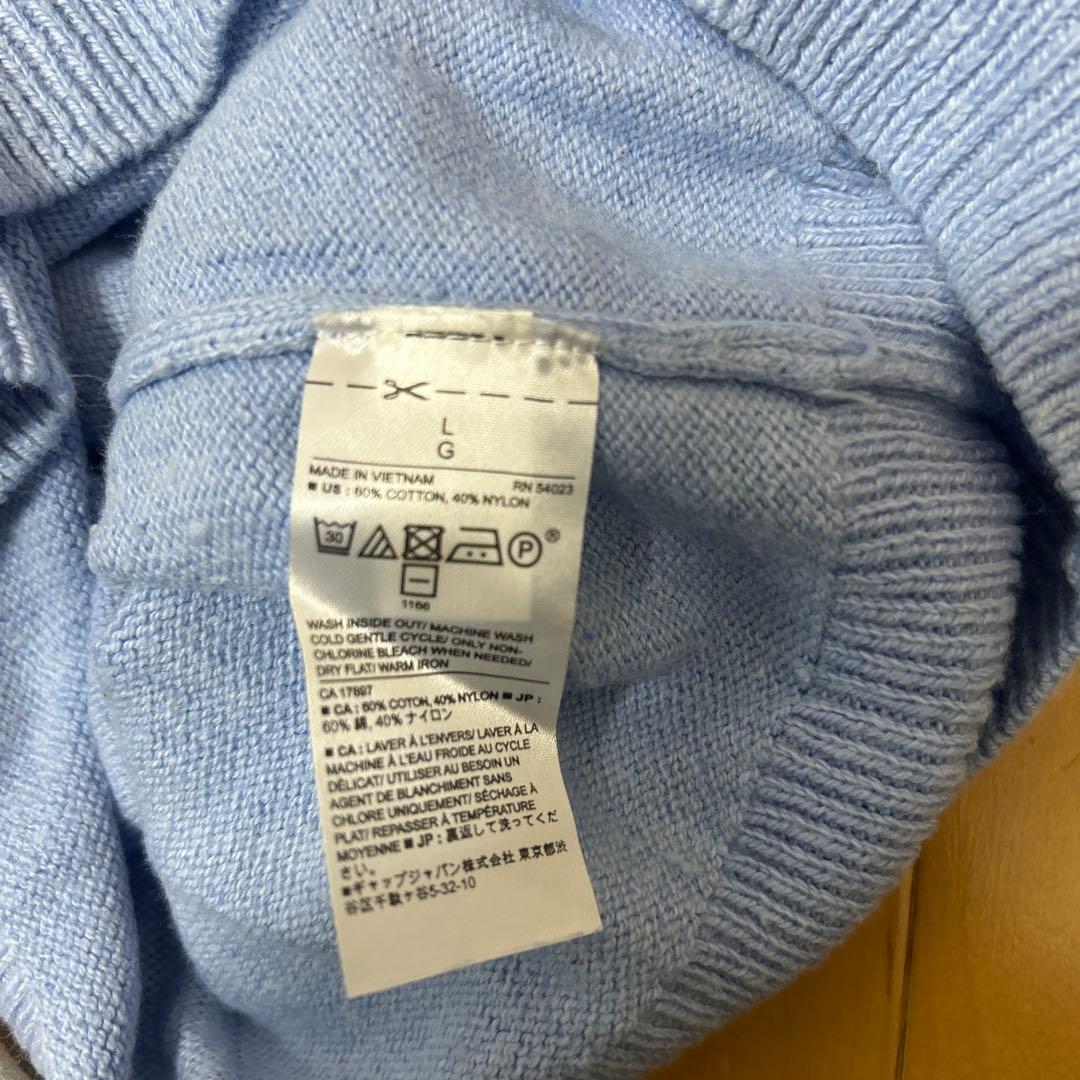 L
G
MADE IN VIETNAM RN 54023
■ US : 60% COTTON, 40% NYLON
30 P ®
1166
WASH INSIDE OUT/ MACHINE WASH
COLD GENTLE CYCLE/ ONLY NON-
CHLORINE BLEACH WHEN NEEDED/
DRY FLAT/ WARM IRON
CA 17897
■ CA : 60% COTON, 40% NYLON ■ JP :
60% 綿, 40% ナイロン
■ CA : LAVER À L'ENVERS/ LAVER À LA
MACHINE À L'EAU FROIDE AU CYCLE
DÉLICAT/ UTILISER AU BESOIN UN
AGENT DE BLANCHIMENT SANS
CHLORE UNIQUEMENT/ SÉCHAGE À
PLAT/ REPASSER À TEMPÉRATURE
MOYENNE ■ JP : 裏返して洗ってくだ
さい。
■ギャップジャパン株式会社 東京都渋
谷区千駄ヶ谷5-32-10